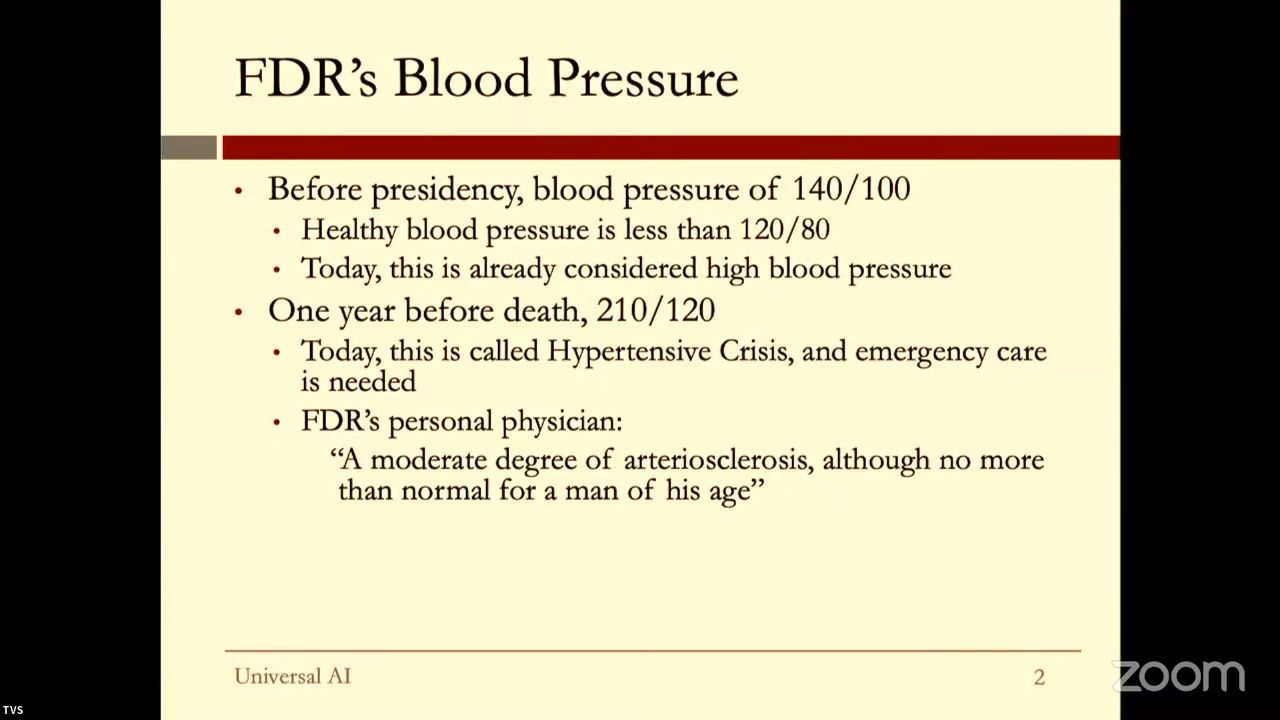 FDR’s Blood Pressure
• Before presidency, blood pressure of 140/100
• Healthy blood pressure is less than 120/80
• Today, this is already considered high blood pressure
• One year before death, 210/120
• Today, this is called Hypertensive Crisis, and emergency care
is needed
• FDR’s personal physician:
“A moderate degree of arteriosclerosis, although no more
than normal for a man of his age”
Universal AI
2
zoom
TVS